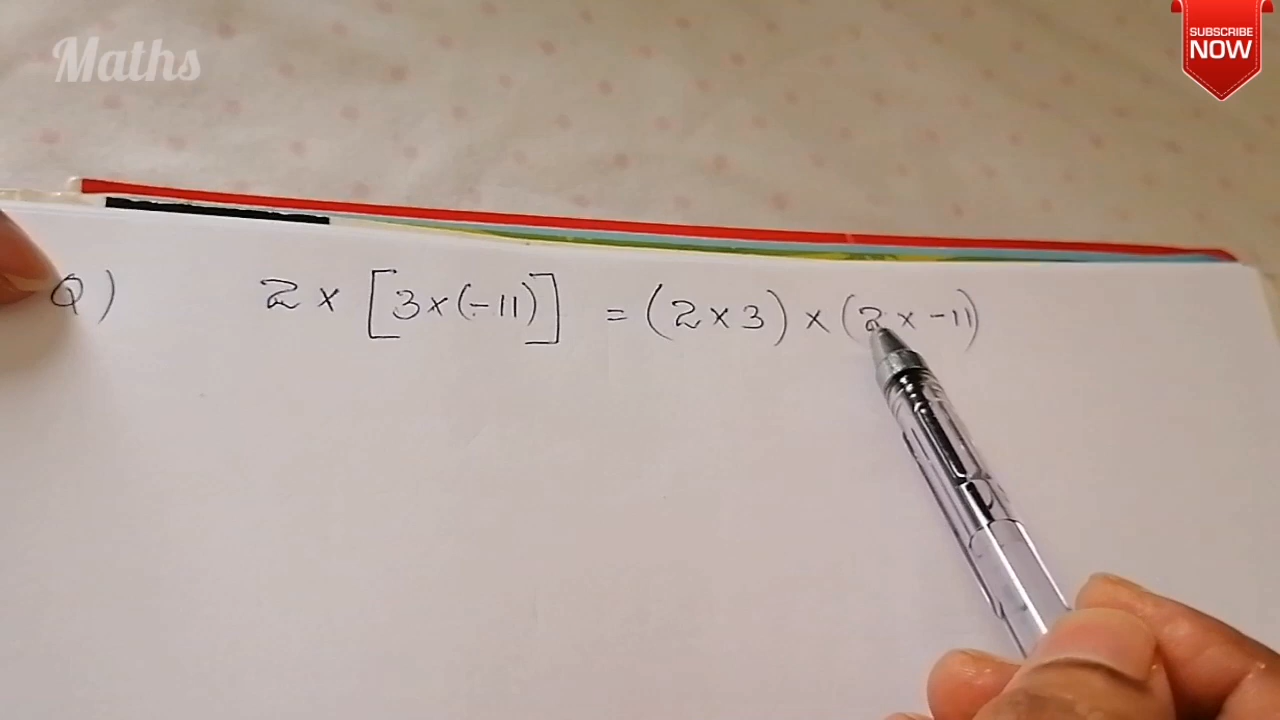 Maths
SUBSCRIBE
NOW
Q) 2 × [3×(-11)] = (2 × 3) × (2 × -11)